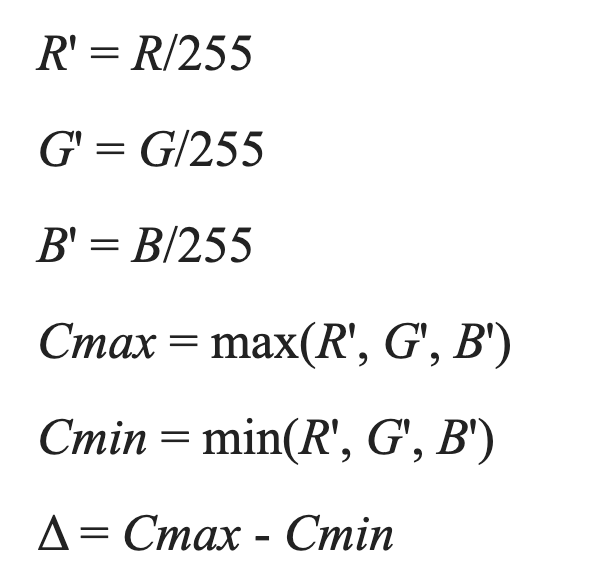 R' = R/255
G' = G/255
B' = B/255
Cmax = max(R', G', B')
Cmin = min(R', G', B')
Δ = Cmax - Cmin